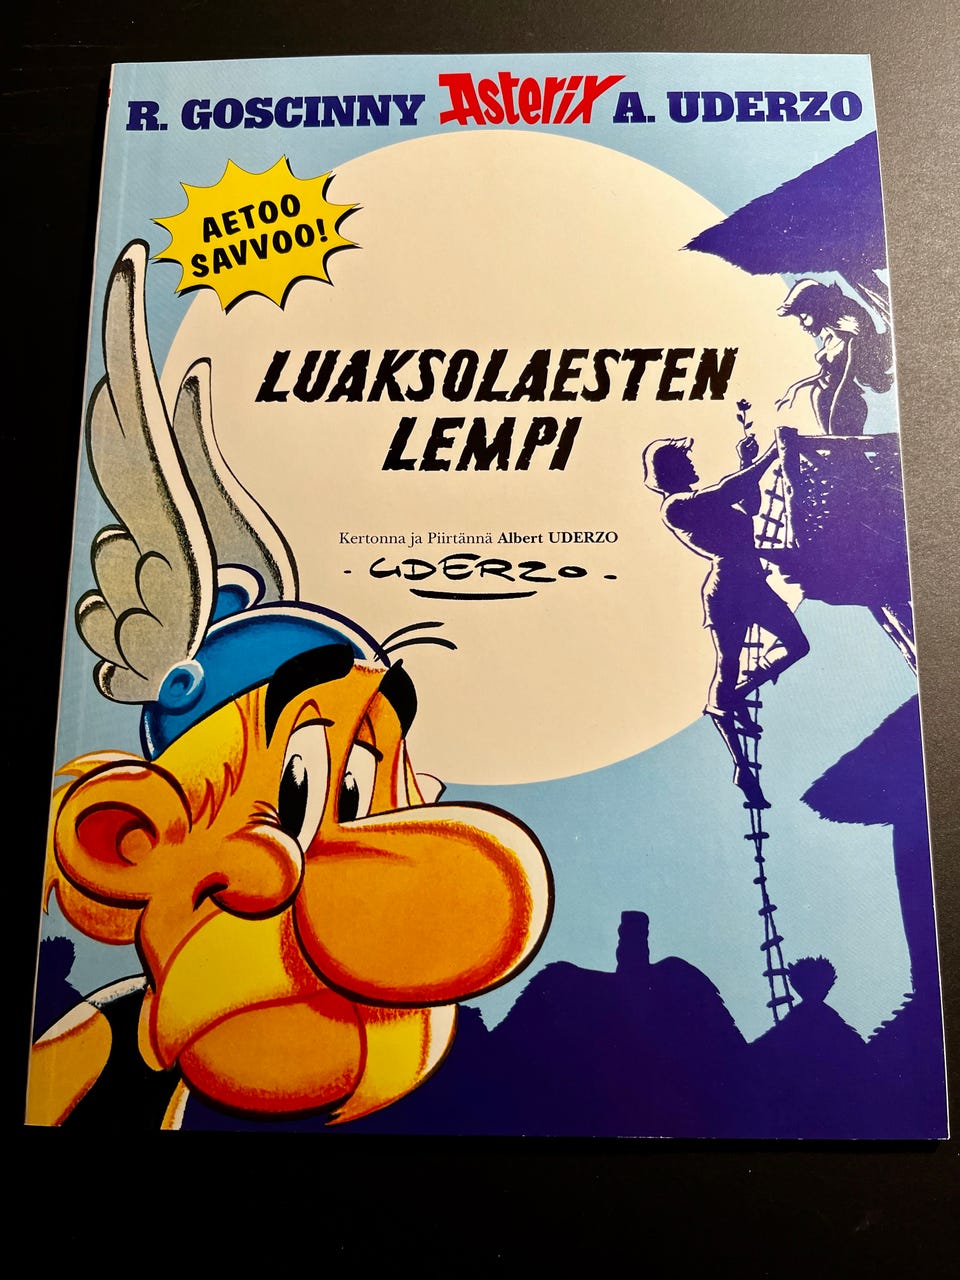 R. GOSCINNY Asterix A. UDERZO
AETOO
SAVVOO!
LUAKSOLAESTEN
LEMPI
Kertonna ja Piirtännä Albert UDERZO
· UDERZO ·